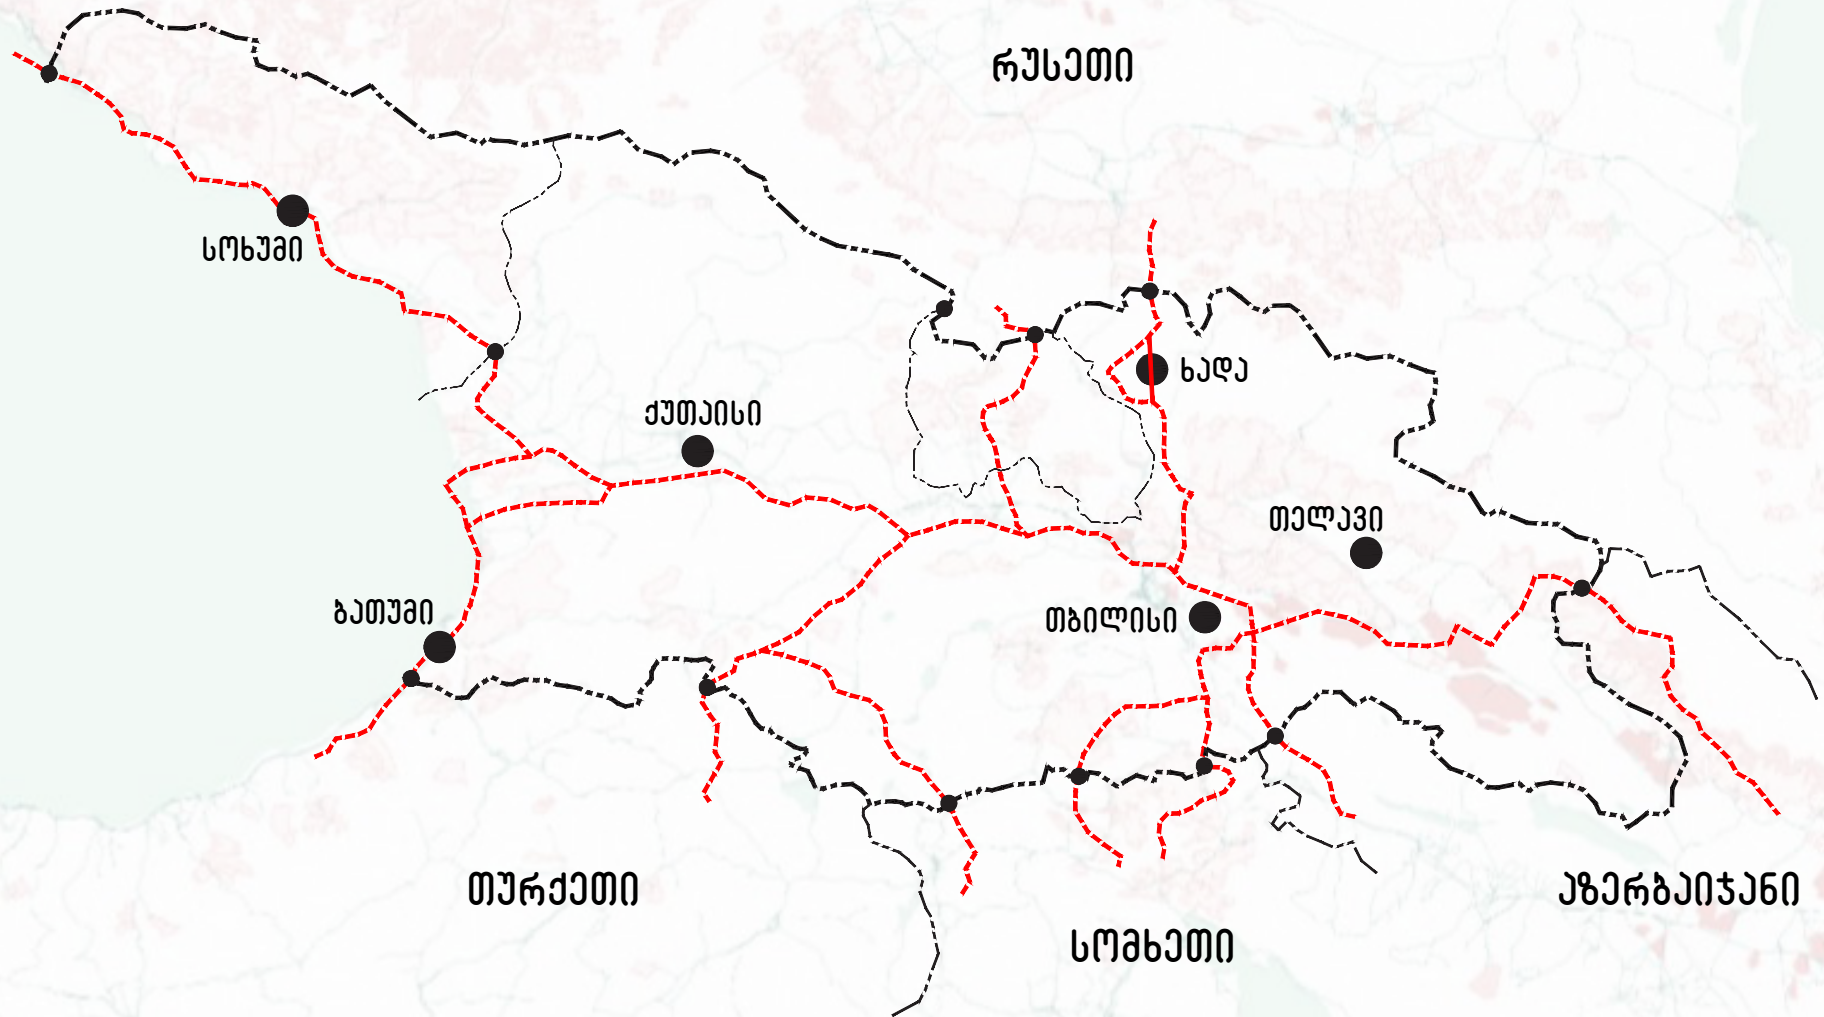 რუსეთი
სოხუმი
ხადა
ქუთაისი
თელავი
ბათუმი
თბილისი
თურქეთი
აზერბაიჯანი
სომხეთი